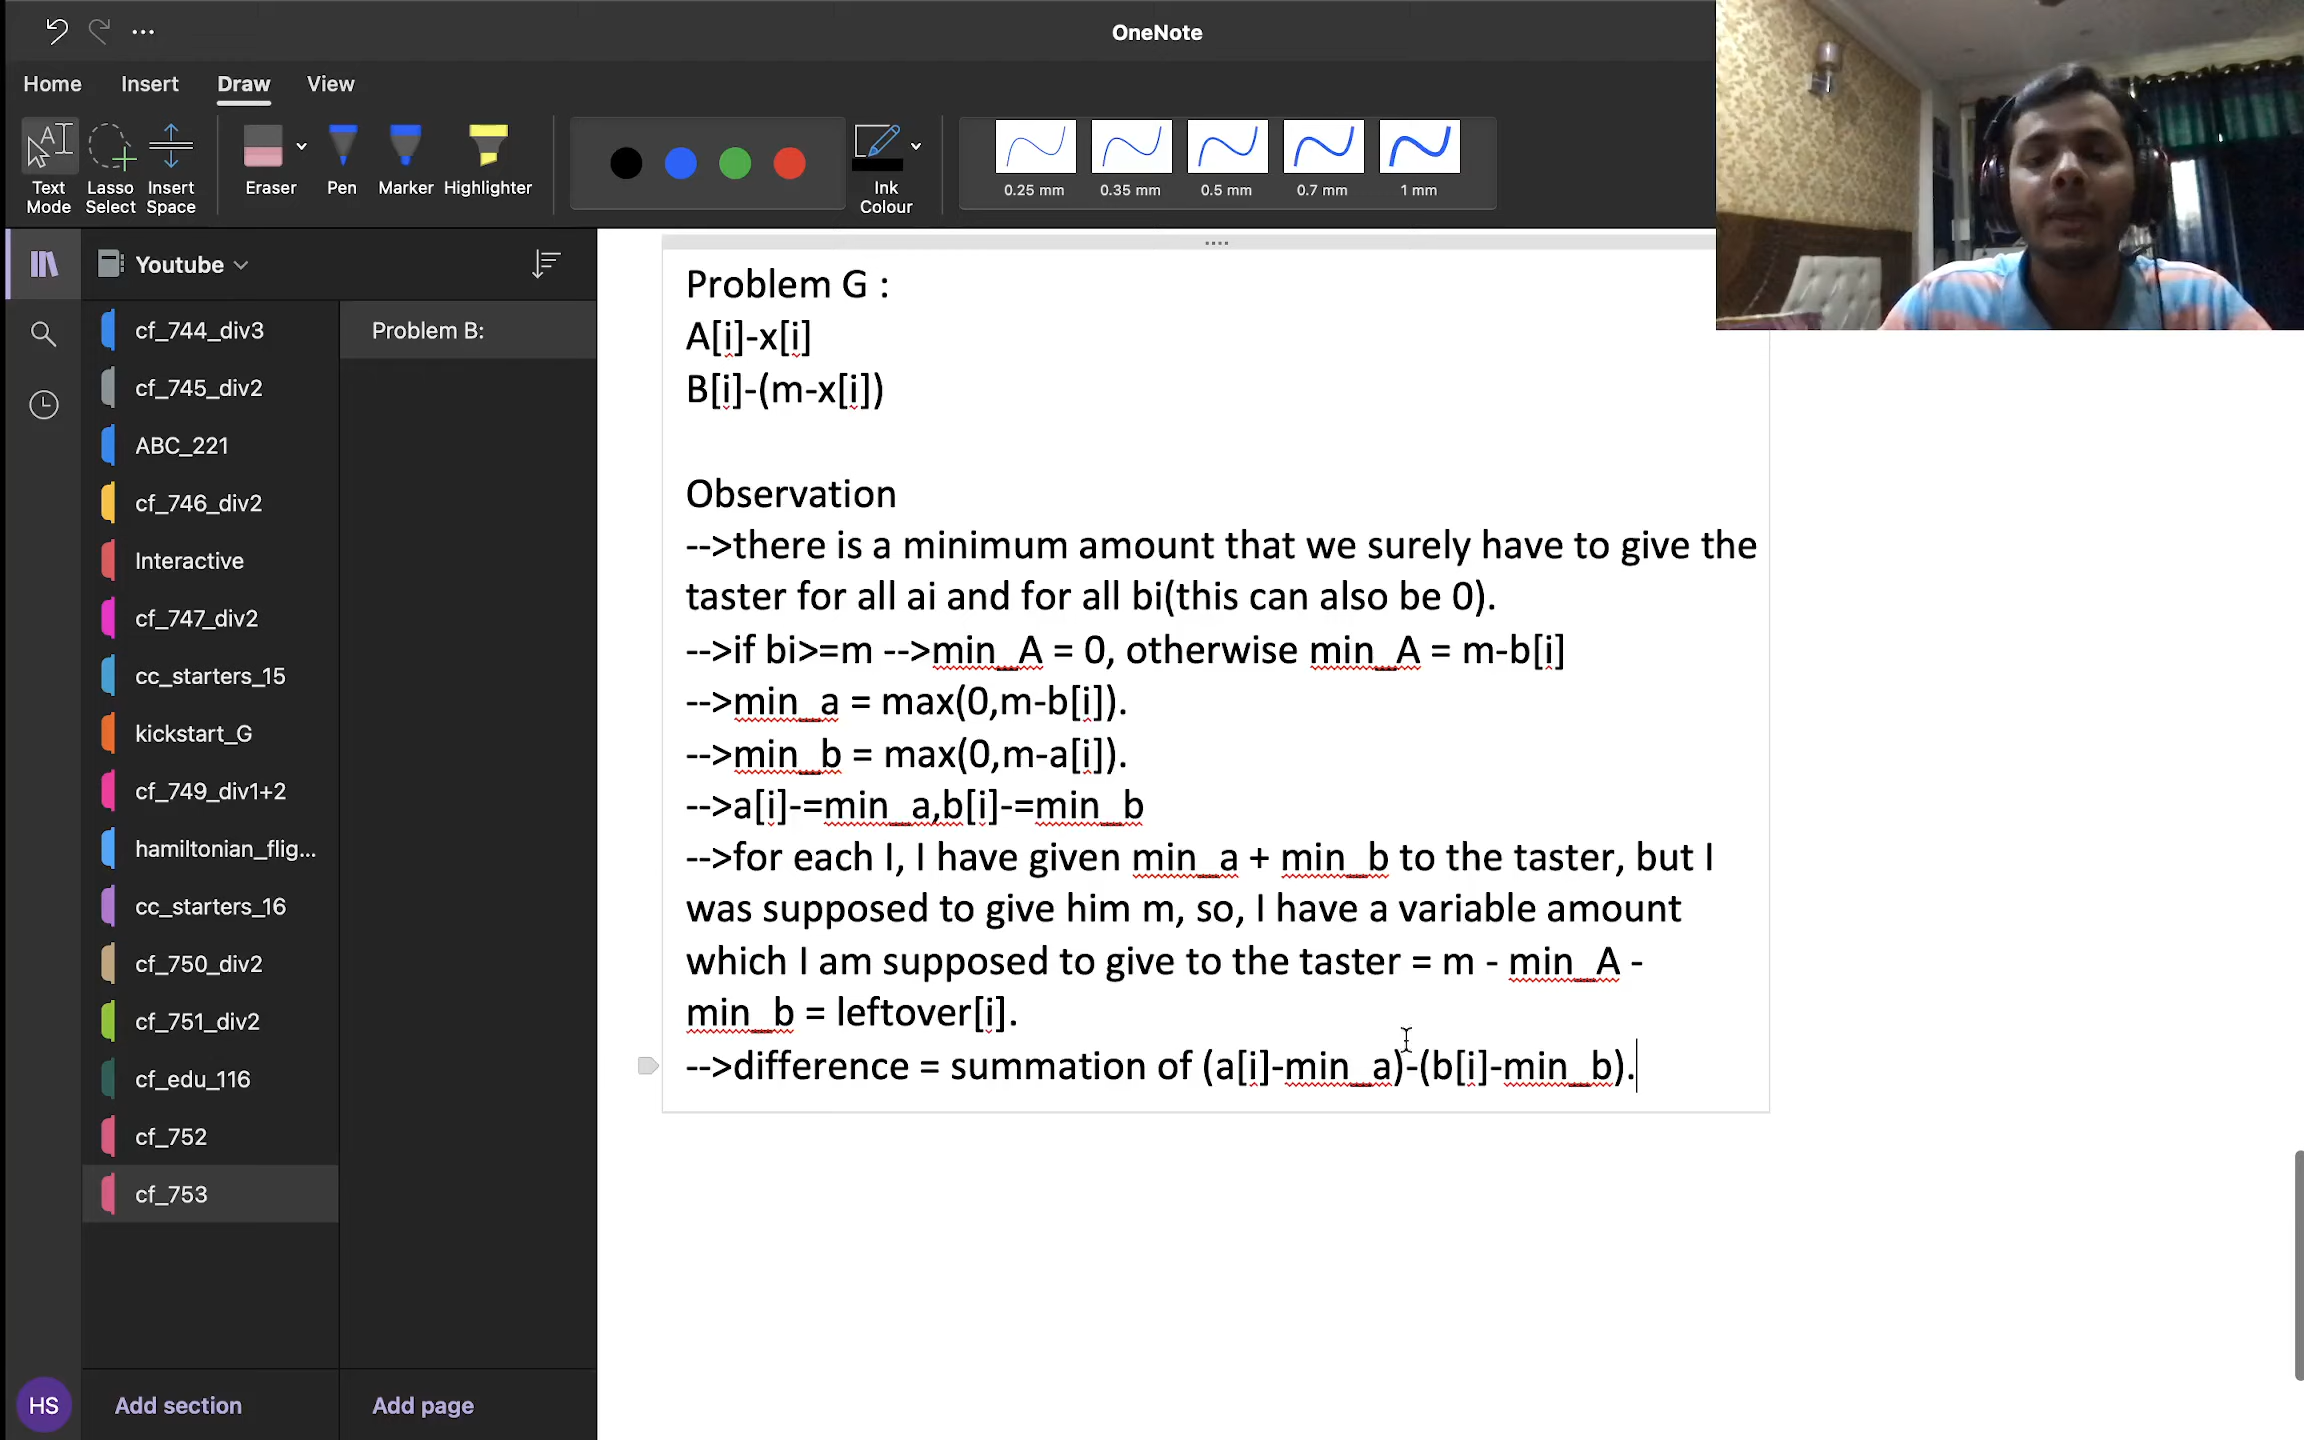 OneNote
Home Insert Draw View
Text Mode
Lasso Select
Insert Space
Eraser
Pen
Marker
Highlighter
Ink Colour
0.25 mm
0.35 mm
0.5 mm
0.7 mm
1 mm
Youtube
cf_744_div3
cf_745_div2
ABC_221
cf_746_div2
Interactive
cf_747_div2
cc_starters_15
kickstart_G
cf_749_div1+2
hamiltonian_flig...
cc_starters_16
cf_750_div2
cf_751_div2
cf_edu_116
cf_752
cf_753
HS
Add section
Problem B:
Add page
Problem G :
A[i]-x[i]
B[i]-(m-x[i])
Observation
-->there is a minimum amount that we surely have to give the
taster for all ai and for all bi(this can also be 0).
-->if bi>=m -->min_A = 0, otherwise min_A = m-b[i]
-->min_a = max(0,m-b[i]).
-->min_b = max(0,m-a[i]).
-->a[i]-=min_a,b[i]-=min_b
-->for each I, I have given min_a + min_b to the taster, but I
was supposed to give him m, so, I have a variable amount
which I am supposed to give to the taster = m - min_A -
min_b = leftover[i].
-->difference = summation of (a[i]-min_a)-(b[i]-min_b).